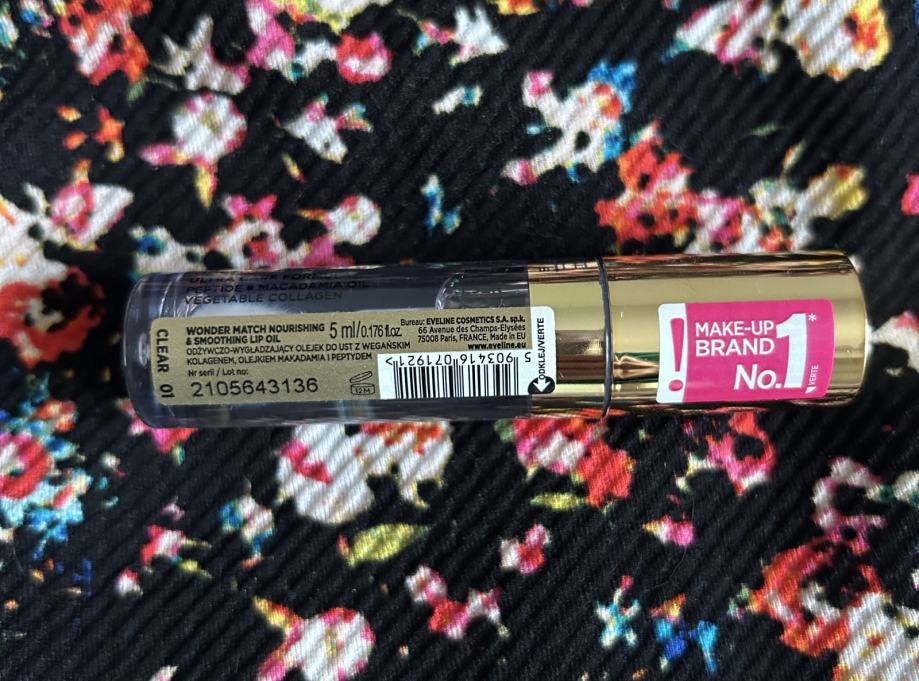 PEPTIDE ■ MACADAMIA OIL
VEGETABLE COLLAGEN
CLEAR 01
WONDER MATCH NOURISHING
& SMOOTHING LIP OIL
5 ml/0.176 fl.oz.
ODŻYWCZO-WYGŁADZAJĄCY OLEJEK DO UST Z WEGAŃSKIM
KOLAGENEM, OLEJKIEM MAKADAMIA I PEPTYDEM
Nr serii / Lot no:
2105643136
12M
Bureau: EVELINE COSMETICS S.A. sp.k.
66 Avenue des Champs-Elysées
75008 Paris, FRANCE, Made in EU
www.eveline.eu
5 903416 071921>
ODKLEJ/VERTE
!
MAKE-UP
BRAND
No.1*
VERTE